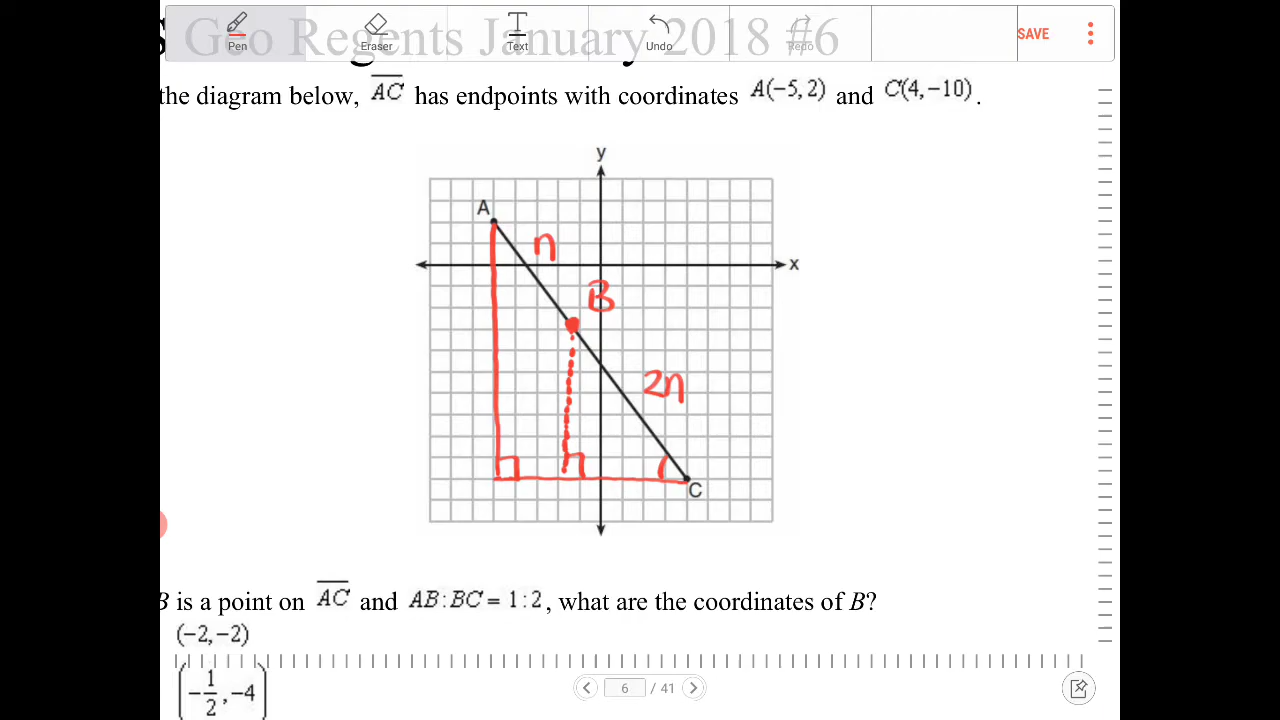 S Geo Regents January 2018 #6
Pen Eraser Text Undo Redo SAVE
the diagram below, AC has endpoints with coordinates A(−5,2) and C(4,−10).
y
A
n
x
B
2n
C
B is a point on AC and AB:BC = 1:2, what are the coordinates of B?
(−2,−2)
(−1/2,−4)
6 / 41